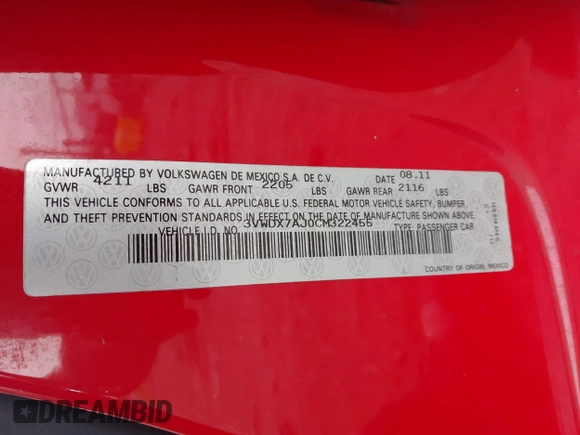 MANUFACTURED BY VOLKSWAGEN DE MEXICO S.A. DE C.V. DATE 08.11
GVWR 4211 LBS GAWR FRONT 2205 LBS GAWR REAR 2116 LBS
THIS VEHICLE CONFORMS TO ALL APPLICABLE U.S. FEDERAL MOTOR VEHICLE SAFETY, BUMPER,
AND THEFT PREVENTION STANDARDS IN EFFECT ON THE DATE OF MANUFACTURE SHOWN ABOVE.
VEHICLE I.D. NO. 3VWDX7AJ0CM322455 TYPE: PASSENGER CAR
COUNTRY OF ORIGIN: MEXICO
DREAMBID